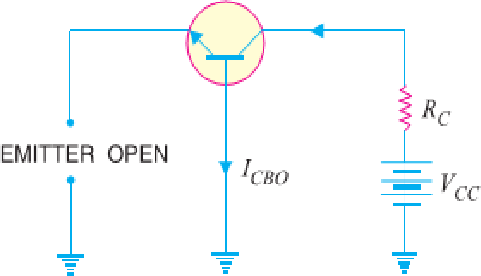 R_C
EMITTER OPEN
I_CBO
V_CC